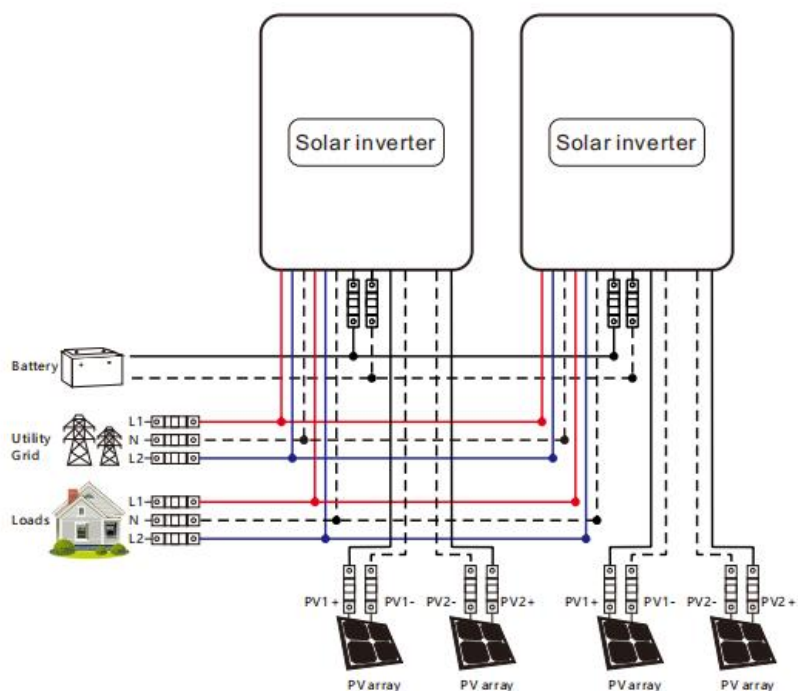 Solar inverter
Solar inverter
Battery
L1
Utility
Grid
N
L2
L1
Loads
N
L2
PV1+
PV1-
PV2-
PV2+
PV1+
PV1-
PV2-
PV2+
PV array
PV array
PV array
PV array